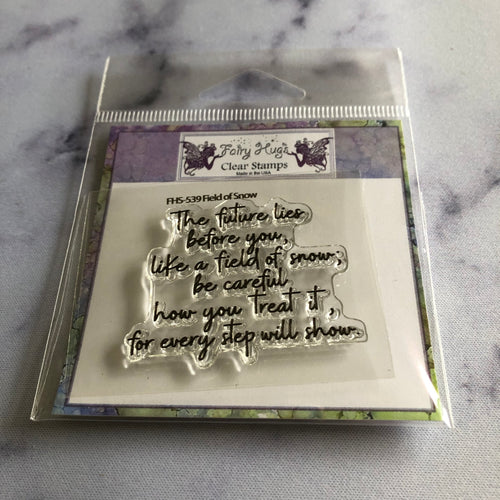 Fairy Hugs
Clear Stamps
Made in the USA
FHS-539 Field of Snow
The future lies
before you,
like a field of snow;
be careful
how you treat it,
for every step will show.